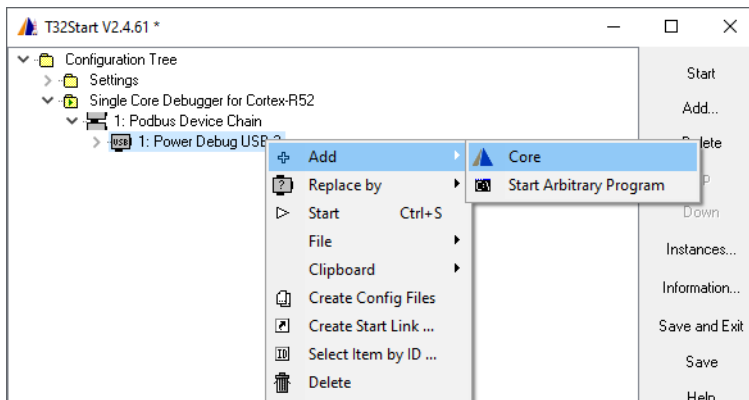 T32Start V2.4.61 *
Configuration Tree
Settings
Single Core Debugger for Cortex-R52
1: Podbus Device Chain
1: Power Debug USB
Add
Replace by
Start Ctrl+S
File
Clipboard
Create Config Files
Create Start Link ...
Select Item by ID ...
Delete
Core
Start Arbitrary Program
Start
Add...
Down
Instances...
Information...
Save and Exit
Save
Help